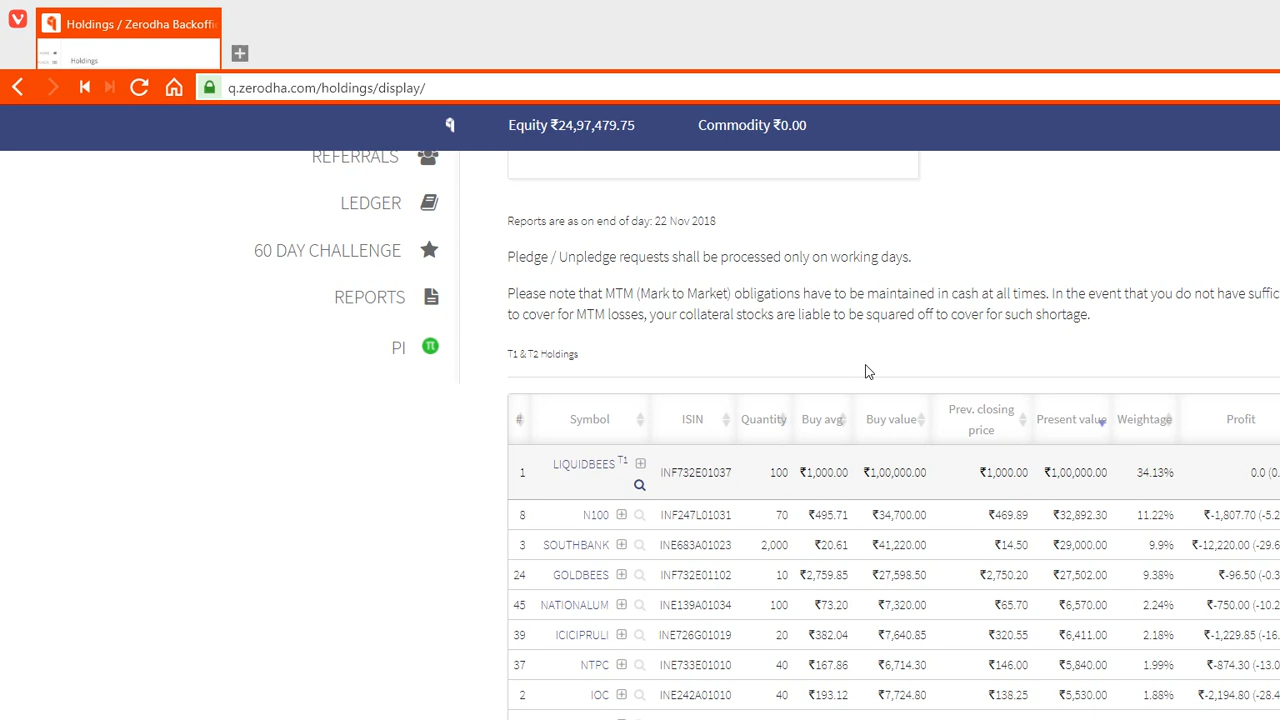 Holdings / Zerodha Backoffi
Holdings
q.zerodha.com/holdings/display/
Equity ₹24,97,479.75 Commodity ₹0.00
REFERRALS
LEDGER
60 DAY CHALLENGE
REPORTS
PI
Reports are as on end of day: 22 Nov 2018
Pledge / Unpledge requests shall be processed only on working days.
Please note that MTM (Mark to Market) obligations have to be maintained in cash at all times. In the event that you do not have suffic
to cover for MTM losses, your collateral stocks are liable to be squared off to cover for such shortage.
T1 & T2 Holdings
# Symbol ISIN Quantity Buy avg Buy value Prev. closing price Present value Weightage Profit
1 LIQUIDBEES T1 INF732E01037 100 ₹1,000.00 ₹1,00,000.00 ₹1,000.00 ₹1,00,000.00 34.13% 0.0 (0.
8 N100 INF247L01031 70 ₹495.71 ₹34,700.00 ₹469.89 ₹32,892.30 11.22% ₹-1,807.70 (-5.2
3 SOUTHBANK INE683A01023 2,000 ₹20.61 ₹41,220.00 ₹14.50 ₹29,000.00 9.9% ₹-12,220.00 (-29.6
24 GOLDBEES INF732E01102 10 ₹2,759.85 ₹27,598.50 ₹2,750.20 ₹27,502.00 9.38% ₹-96.50 (-0.3
45 NATIONALUM INE139A01034 100 ₹73.20 ₹7,320.00 ₹65.70 ₹6,570.00 2.24% ₹-750.00 (-10.2
39 ICICIPRULI INE726G01019 20 ₹382.04 ₹7,640.85 ₹320.55 ₹6,411.00 2.18% ₹-1,229.85 (-16.
37 NTPC INE733E01010 40 ₹167.86 ₹6,714.30 ₹146.00 ₹5,840.00 1.99% ₹-874.30 (-13.0
2 IOC INE242A01010 40 ₹193.12 ₹7,724.80 ₹138.25 ₹5,530.00 1.88% ₹-2,194.80 (-28.4